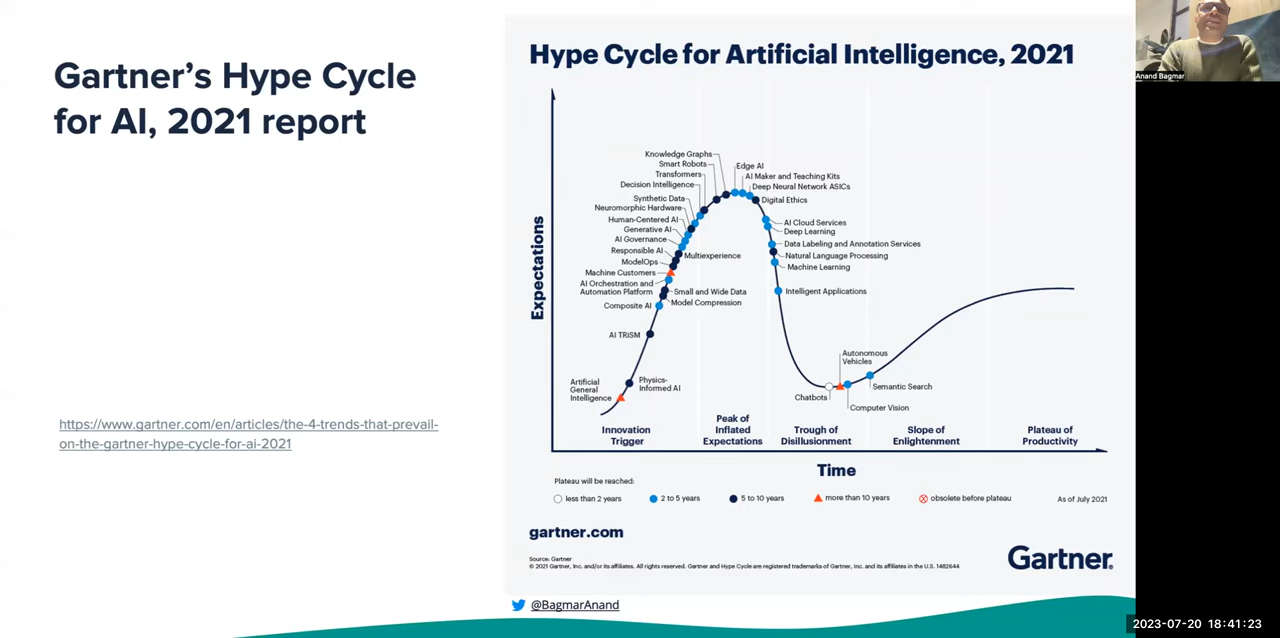 Gartner's Hype Cycle
for AI, 2021 report
https://www.gartner.com/en/articles/the-4-trends-that-prevail-
on-the-gartner-hype-cycle-for-ai-2021
Hype Cycle for Artificial Intelligence, 2021
Expectations
Knowledge Graphs
Smart Robots
Transformers
Decision Intelligence
Synthetic Data
Neuromorphic Hardware
Human-Centered AI
Generative AI
AI Governance
Responsible AI
Multiexperience
ModelOps
Machine Customers
AI Orchestration and
Automation Platform
Small and Wide Data
Model Compression
Composite AI
AI TRiSM
Physics-
Informed AI
Artificial
General
Intelligence
Edge AI
AI Maker and Teaching Kits
Deep Neural Network ASICs
Digital Ethics
AI Cloud Services
Deep Learning
Data Labeling and Annotation Services
Natural Language Processing
Machine Learning
Intelligent Applications
Autonomous
Vehicles
Chatbots
Semantic Search
Computer Vision
Innovation
Trigger
Peak of
Inflated
Expectations
Trough of
Disillusionment
Slope of
Enlightenment
Plateau of
Productivity
Time
Plateau will be reached:
less than 2 years
2 to 5 years
5 to 10 years
more than 10 years
obsolete before plateau
As of July 2021
gartner.com
Source: Gartner
© 2021 Gartner, Inc. and/or its affiliates. All rights reserved. Gartner and Hype Cycle are registered trademarks of Gartner, Inc. and its affiliates in the U.S. 1482644
Gartner.
@BagmarAnand
Anand Bagmar
2023-07-20 18:41:23